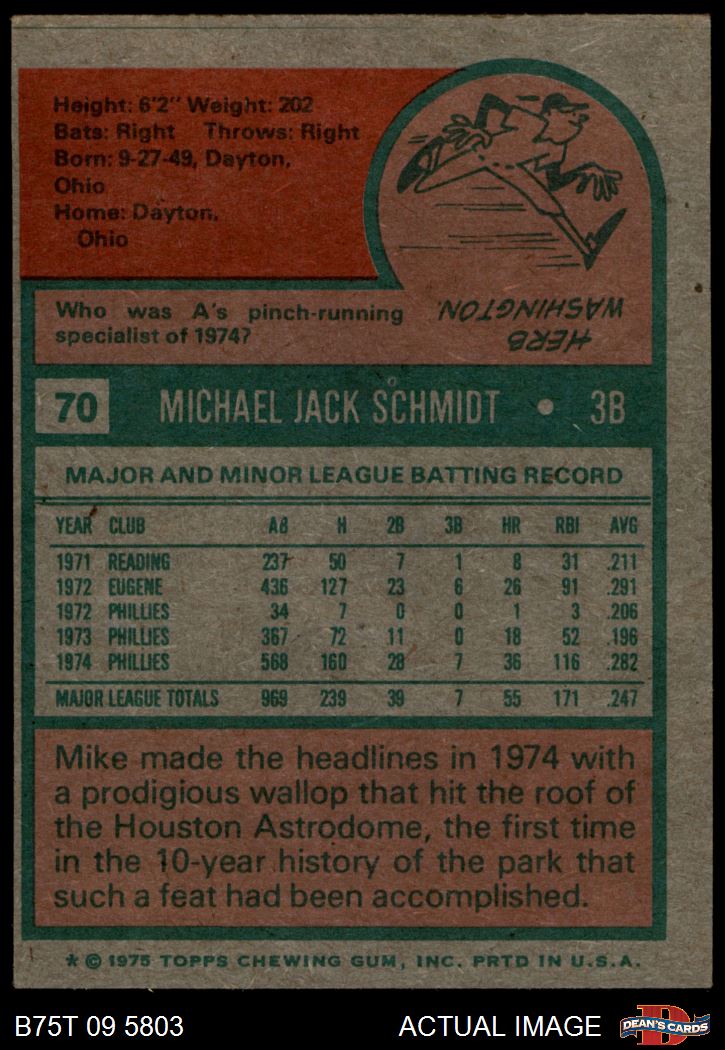 Height: 6'2" Weight: 202
Bats: Right Throws: Right
Born: 9-27-49, Dayton,
Ohio
Home: Dayton,
Ohio
Who was A's pinch-running
specialist of 1974?
HERB
WASHINGTON.
70 MICHAEL JACK SCHMIDT • 3B
MAJOR AND MINOR LEAGUE BATTING RECORD
YEAR CLUB AB H 2B 3B HR RBI AVG
1971 READING 237 50 7 1 8 31 .211
1972 EUGENE 436 127 23 6 26 91 .291
1972 PHILLIES 34 7 0 0 1 3 .206
1973 PHILLIES 367 72 11 0 18 52 .196
1974 PHILLIES 568 160 28 7 36 116 .282
MAJOR LEAGUE TOTALS 969 239 39 7 55 171 .247
Mike made the headlines in 1974 with
a prodigious wallop that hit the roof of
the Houston Astrodome, the first time
in the 10-year history of the park that
such a feat had been accomplished.
* © 1975 TOPPS CHEWING GUM, INC. PRTD IN U.S.A.
B75T 09 5803 ACTUAL IMAGE D DEAN'S CARDS